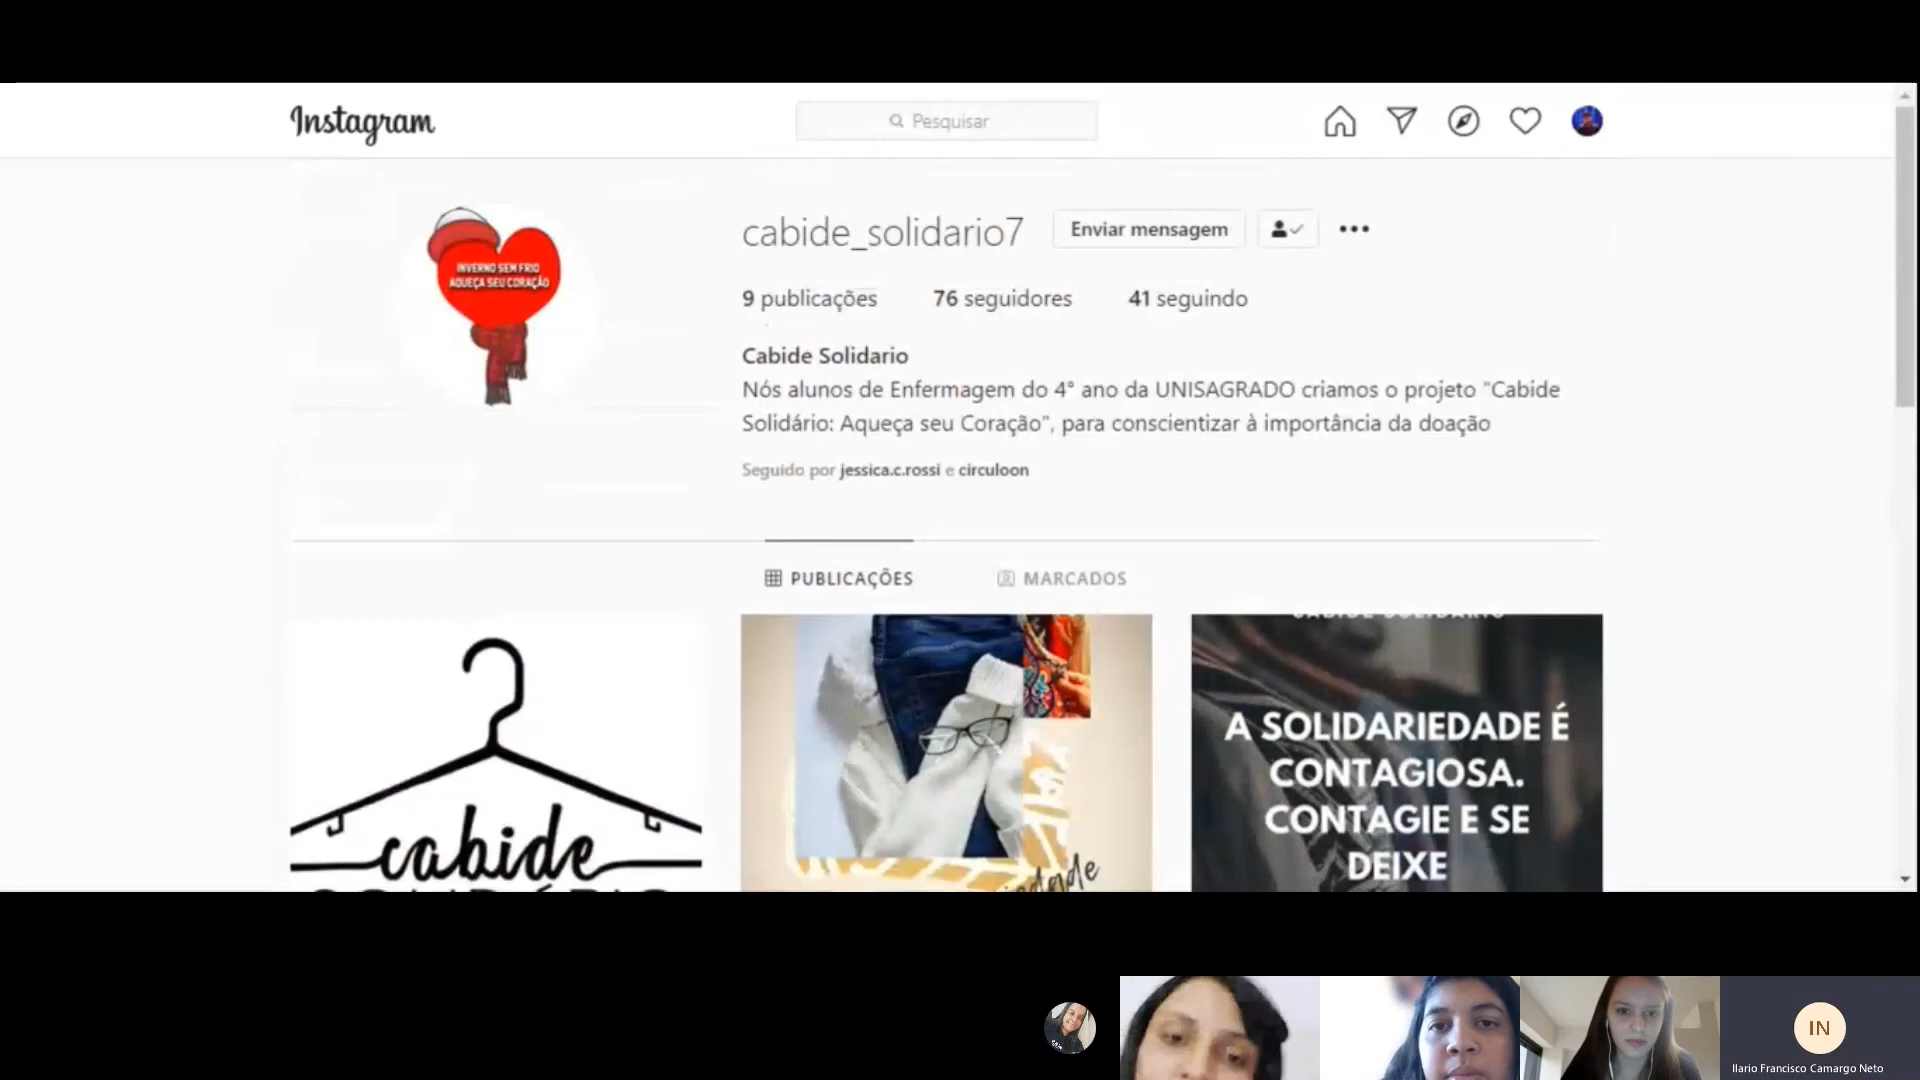 Instagram
Pesquisar
cabide_solidario7
Enviar mensagem
9 publicações
76 seguidores
41 seguindo
Cabide Solidario
Nós alunos de Enfermagem do 4° ano da UNISAGRADO criamos o projeto "Cabide
Solidário: Aqueça seu Coração", para conscientizar à importância da doação
Seguido por jessica.c.rossi e circuloon
INVERNO SEM FRIO
AQUEÇA SEU CORAÇÃO
PUBLICAÇÕES
MARCADOS
cabide
A SOLIDARIEDADE É
CONTAGIOSA.
CONTAGIE E SE
DEIXE
IN
Ilario Francisco Camargo Neto